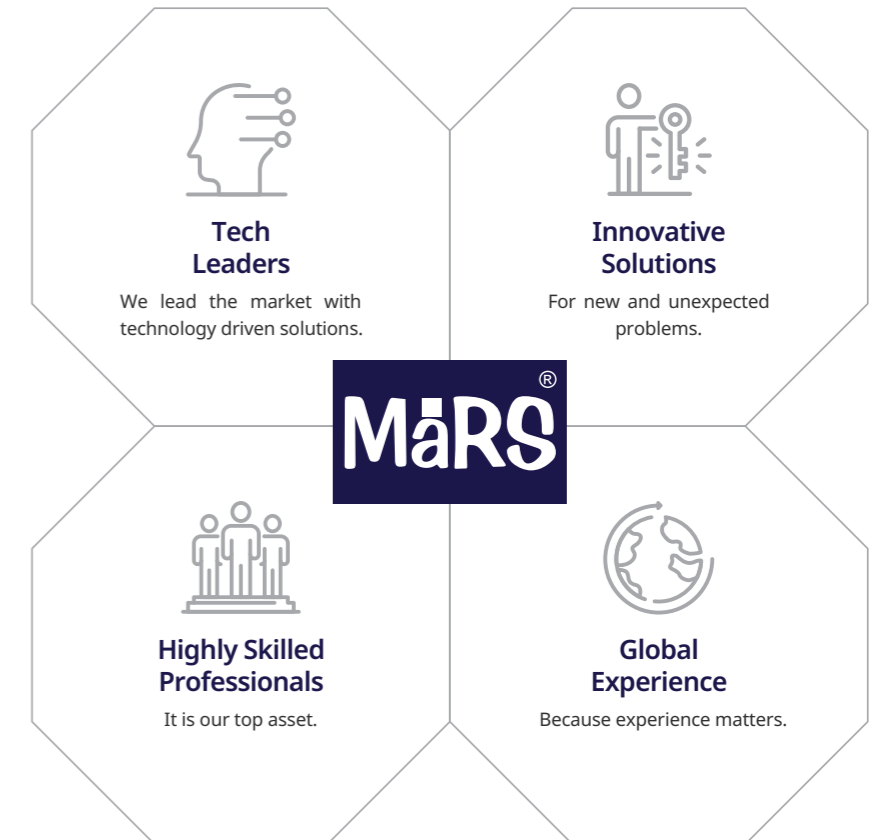 Tech
Leaders
We lead the market with
technology driven solutions.
Innovative
Solutions
For new and unexpected
problems.
MaRS®
Highly Skilled
Professionals
It is our top asset.
Global
Experience
Because experience matters.